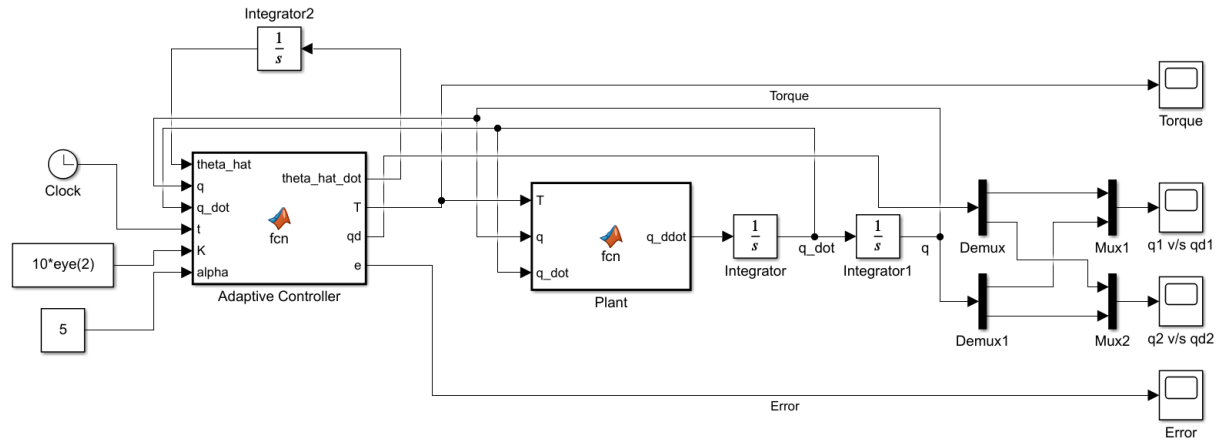 Integrator2
1
s
Torque
Torque
Clock
10*eye(2)
5
theta_hat
q
q_dot
t
K
alpha
fcn
theta_hat_dot
T
qd
e
Adaptive Controller
T
q
q_dot
fcn
q_ddot
Plant
1
s
Integrator
q_dot
1
s
Integrator1
q
Demux
Demux1
Mux1
Mux2
q1 v/s qd1
q2 v/s qd2
Error
Error